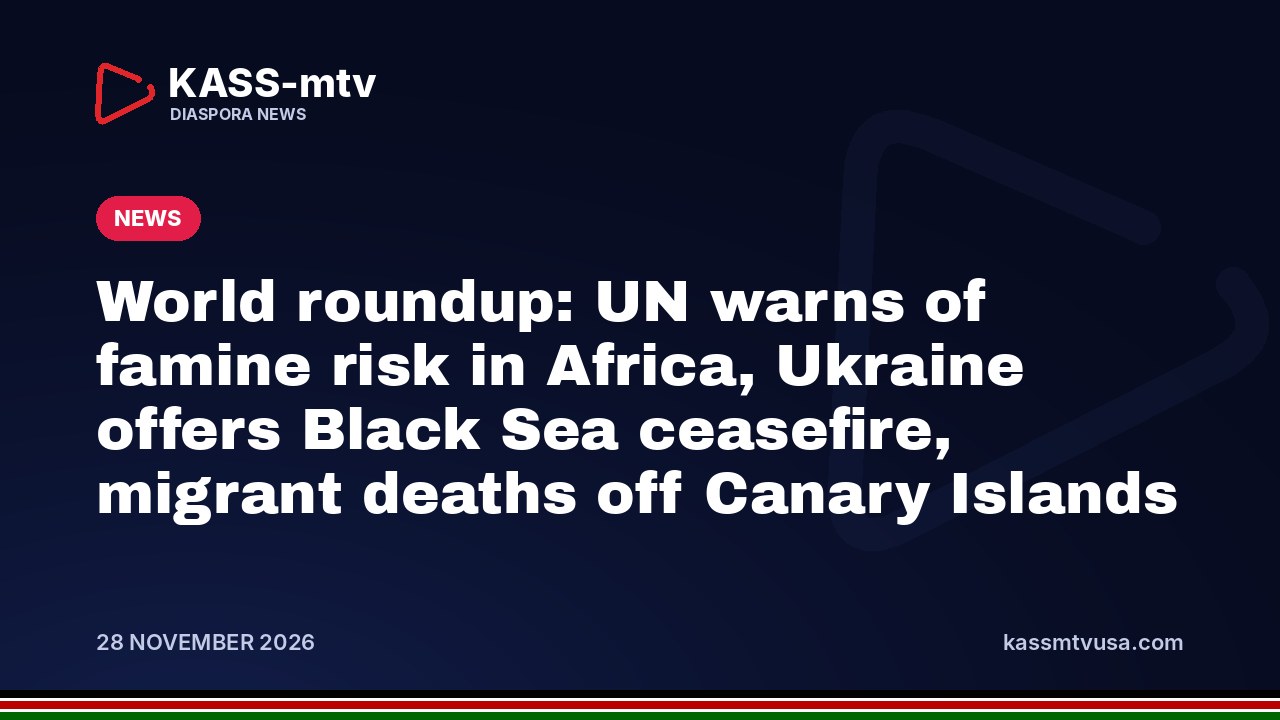 KASS-mtv
DIASPORA NEWS
NEWS
World roundup: UN warns of
famine risk in Africa, Ukraine
offers Black Sea ceasefire,
migrant deaths off Canary Islands
28 NOVEMBER 2026
kassmtvusa.com